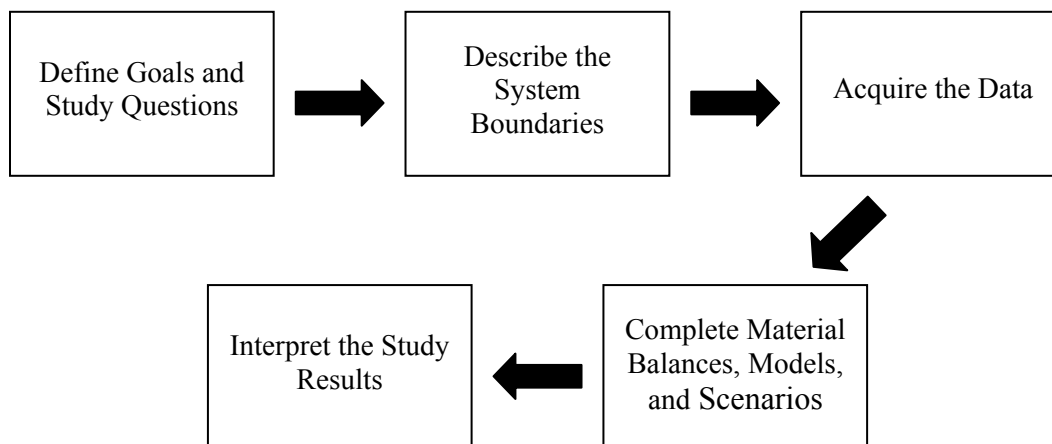 Define Goals and
Study Questions
Describe the
System
Boundaries
Acquire the Data
Complete Material
Balances, Models,
and Scenarios
Interpret the Study
Results